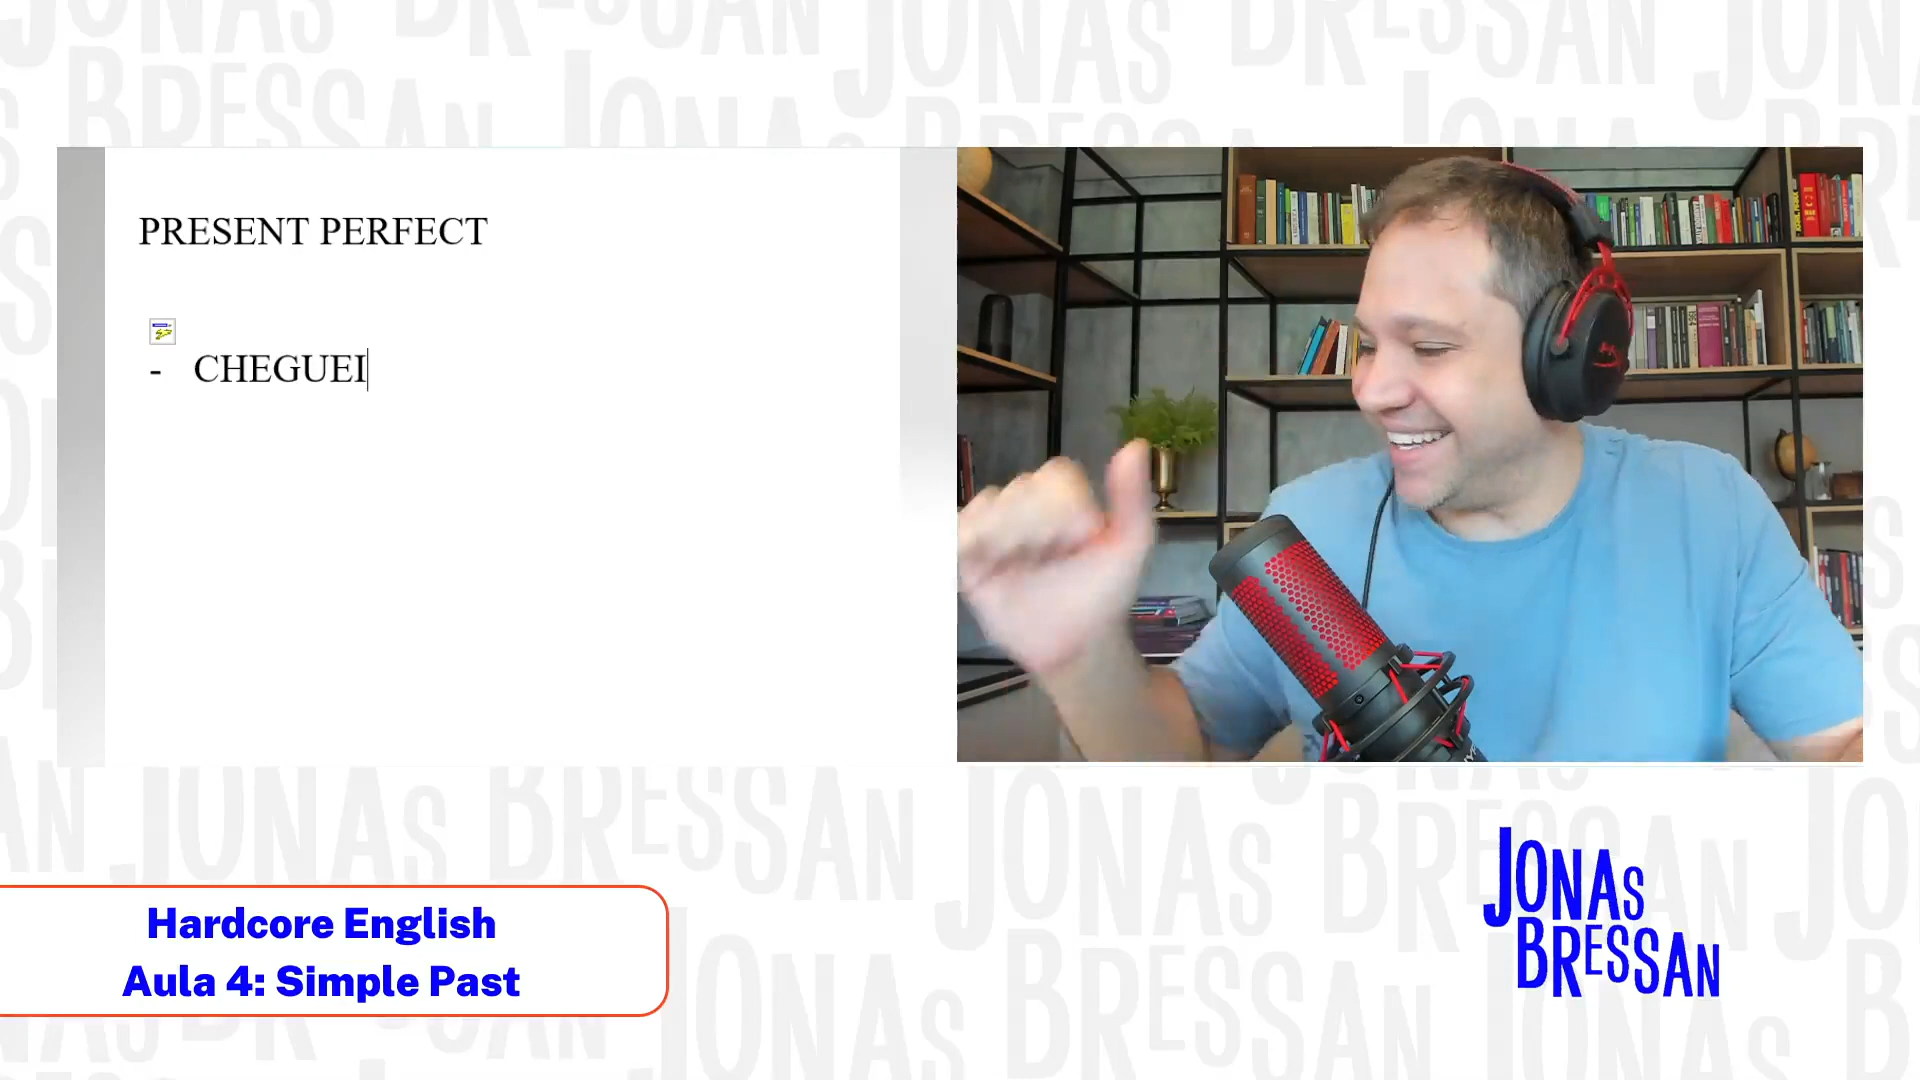 PRESENT PERFECT
- CHEGUEI
Hardcore English
Aula 4: Simple Past
JONAS
BRESSAN